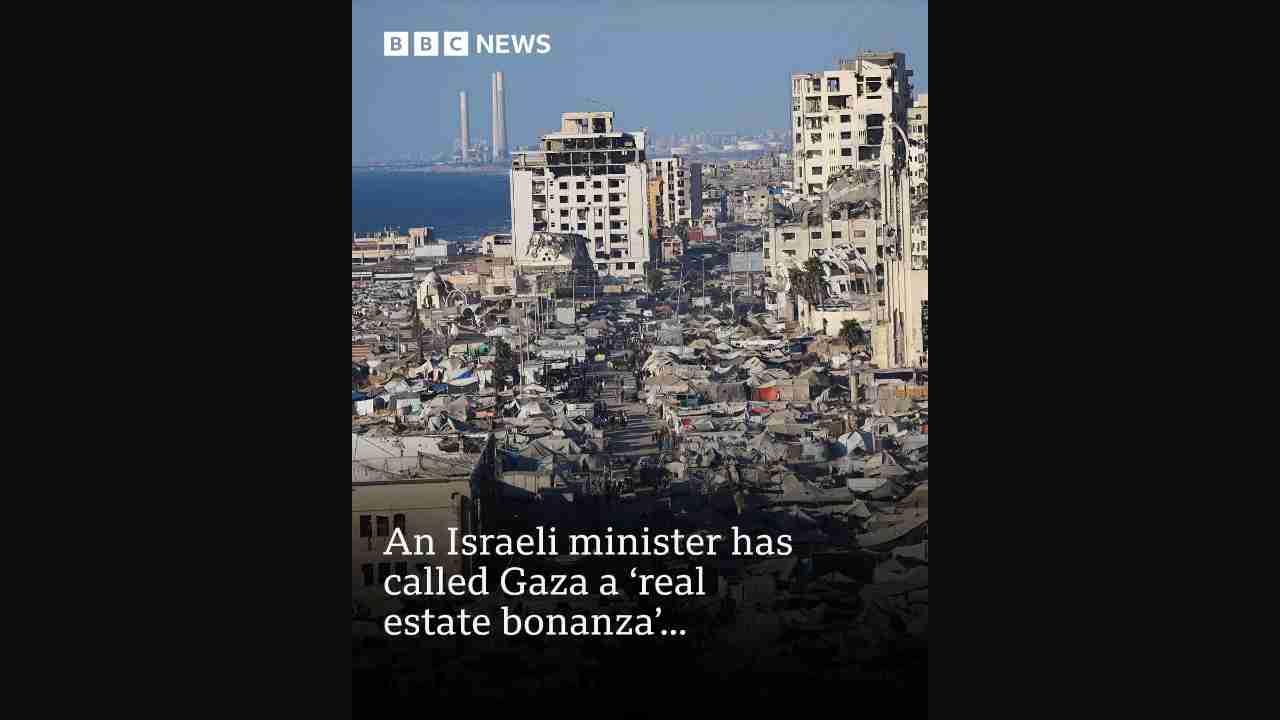 BBC NEWS
An Israeli minister has
called Gaza a ‘real
estate bonanza’...